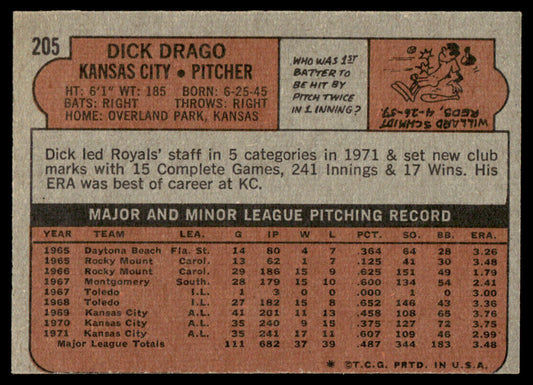 205
DICK DRAGO
KANSAS CITY • PITCHER
HT: 6'1" WT: 185 BORN: 6-25-45
BATS: RIGHT THROWS: RIGHT
HOME: OVERLAND PARK, KANSAS
WHO WAS 1ST
BATTER TO
BE HIT BY
PITCH TWICE
IN 1 INNING?
WILLARD SCHMIDT
REDS, 4-26-59.
Dick led Royals' staff in 5 categories in 1971 & set new club
marks with 15 Complete Games, 241 Innings & 17 Wins. His
ERA was best of career at KC.
MAJOR AND MINOR LEAGUE PITCHING RECORD
YEAR TEAM LEA. G IP W L PCT. SO. BB. ERA.
1965 Daytona Beach Fla. St. 14 80 4 7 .364 64 28 3.26
1965 Rocky Mount Carol. 13 62 1 7 .125 41 30 3.48
1966 Rocky Mount Carol. 29 186 15 9 .625 151 49 1.79
1967 Montgomery South. 28 179 15 10 .600 134 54 2.41
1967 Toledo I.L. 1 3 0 0 .000 1 0 3.00
1968 Toledo I.L. 27 182 15 8 .652 146 43 3.36
1969 Kansas City A.L. 41 201 11 13 .458 108 65 3.76
1970 Kansas City A.L. 35 240 9 15 .375 127 72 3.75
1971 Kansas City A.L. 35 241 17 11 .607 109 46 2.99
Major League Totals 111 682 37 39 .487 344 183 3.48
* ©T.C.G. PRTD. IN U.S.A.